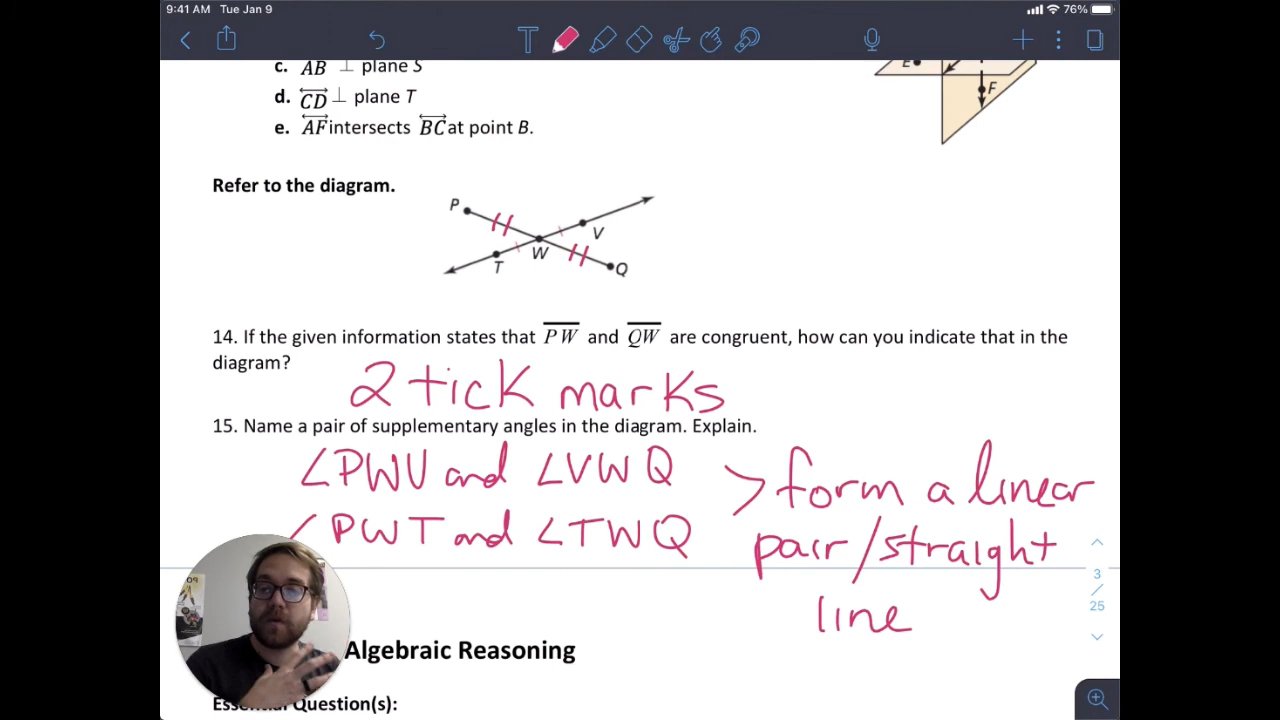 9:41 AM Tue Jan 9
76%
c. AB ⊥ plane S
d. CD ⊥ plane T
e. AF intersects BC at point B.
E
F
Refer to the diagram.
P
V
W
T
Q
14. If the given information states that PW and QW are congruent, how can you indicate that in the
diagram?
2 tick marks
15. Name a pair of supplementary angles in the diagram. Explain.
∠PWV and ∠VWQ > form a linear
∠PWT and ∠TWQ pair/straight
line
3
/
25
Algebraic Reasoning
Essential Question(s):